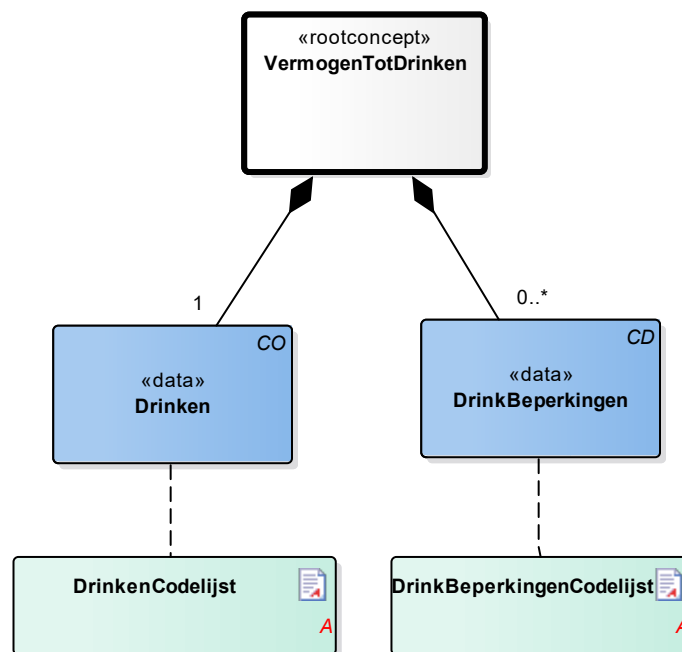 «rootconcept»
VermogenTotDrinken
1
0..*
CO
«data»
Drinken
CD
«data»
DrinkBeperkingen
DrinkenCodelijst
A
DrinkBeperkingenCodelijst
A